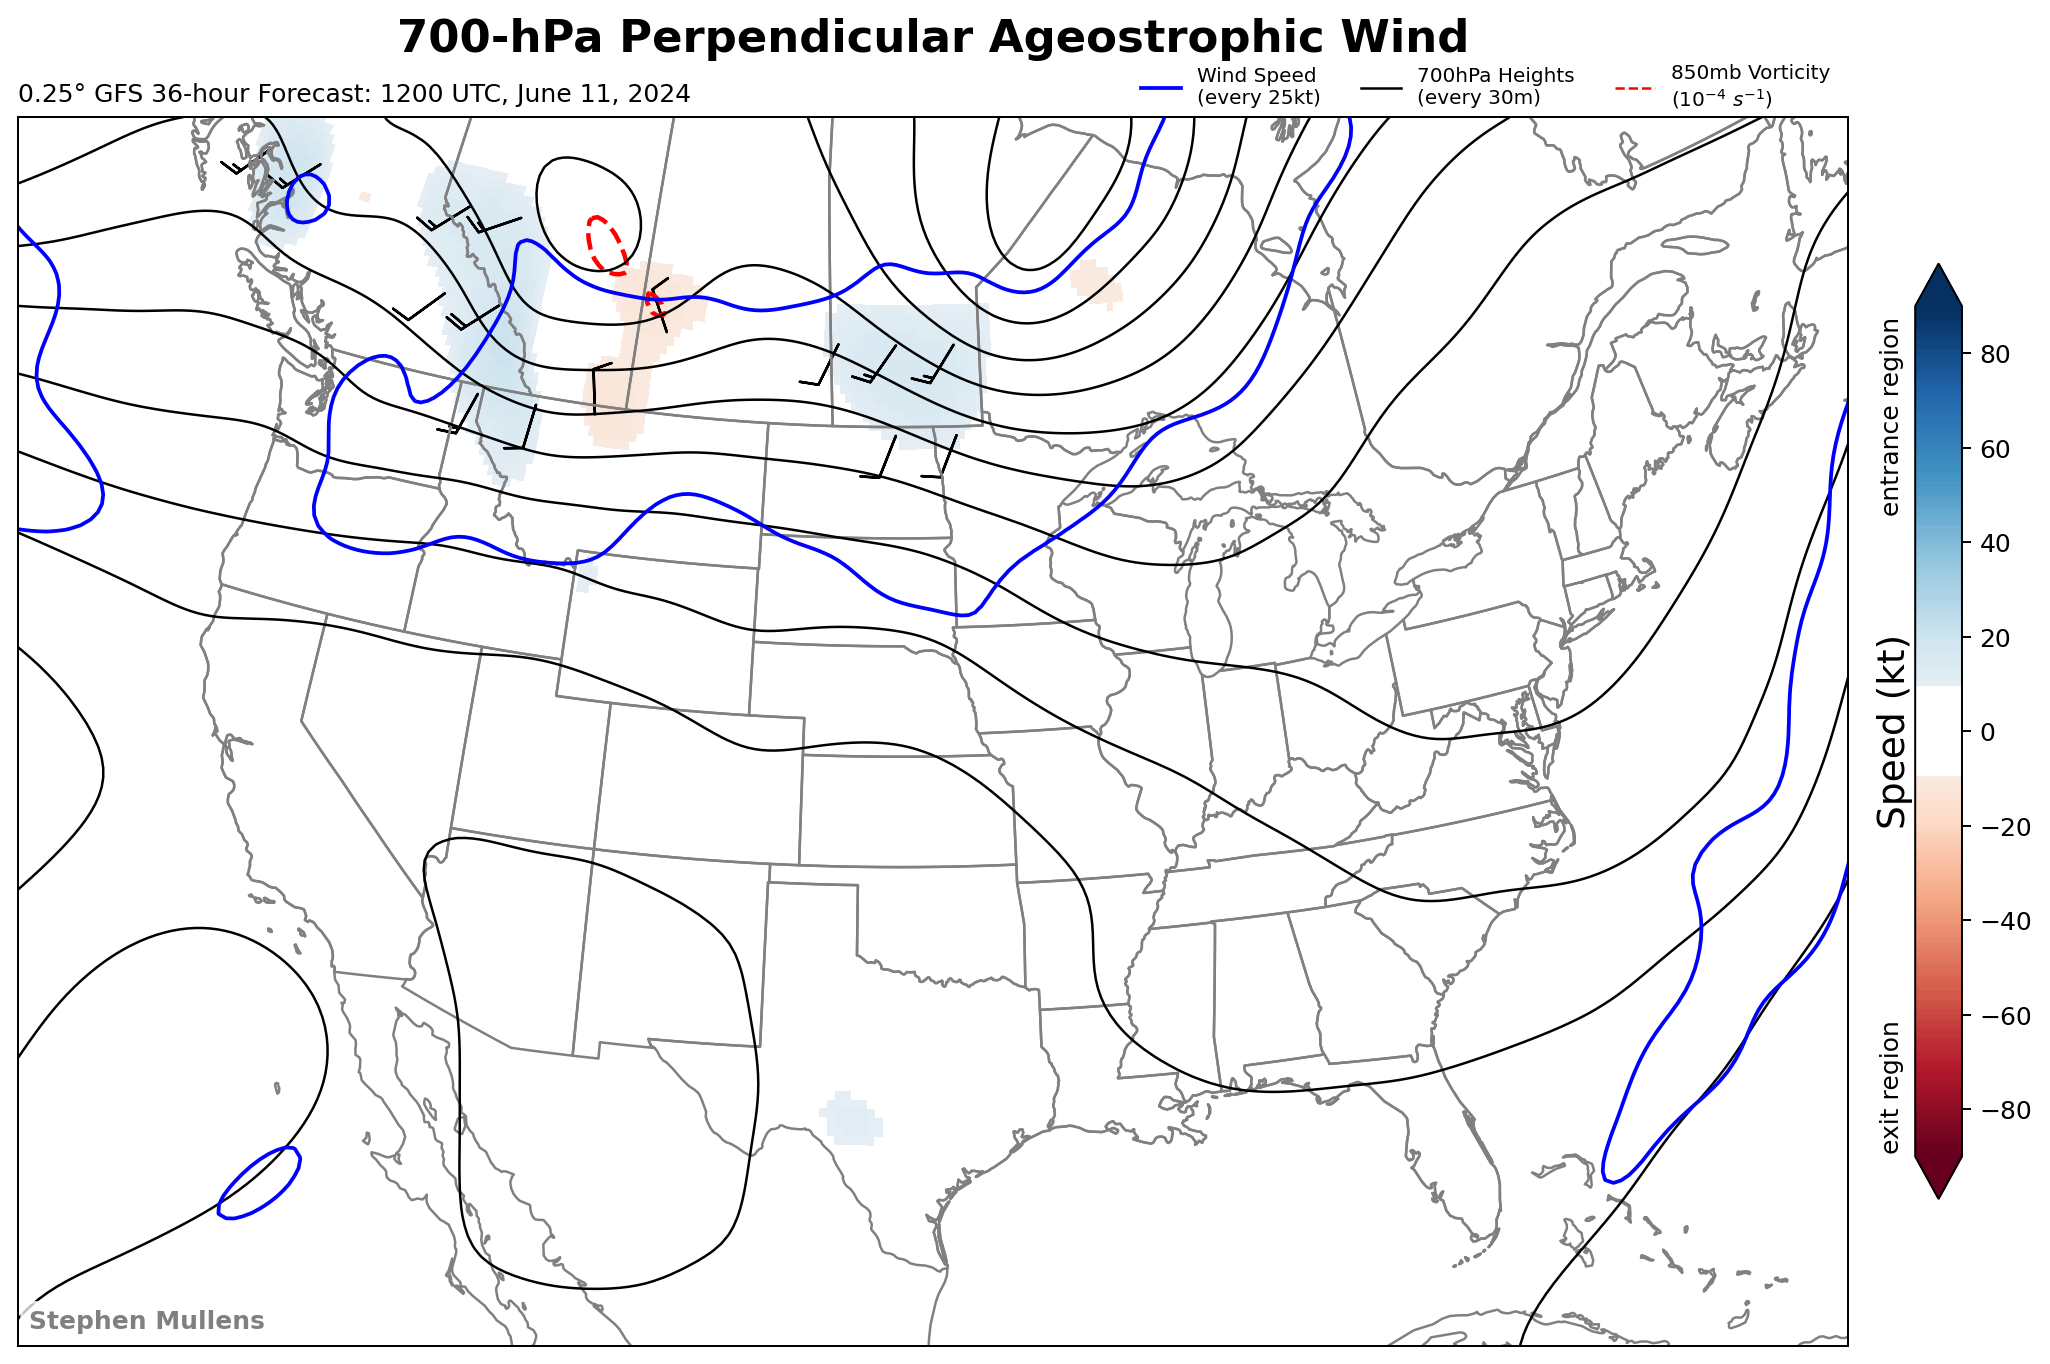 700-hPa Perpendicular Ageostrophic Wind
0.25° GFS 36-hour Forecast: 1200 UTC, June 11, 2024
Wind Speed
(every 25kt)
700hPa Heights
(every 30m)
850mb Vorticity
(10⁻⁴ s⁻¹)
entrance region
Speed (kt)
exit region
80
60
40
20
0
−20
−40
−60
−80
Stephen Mullens